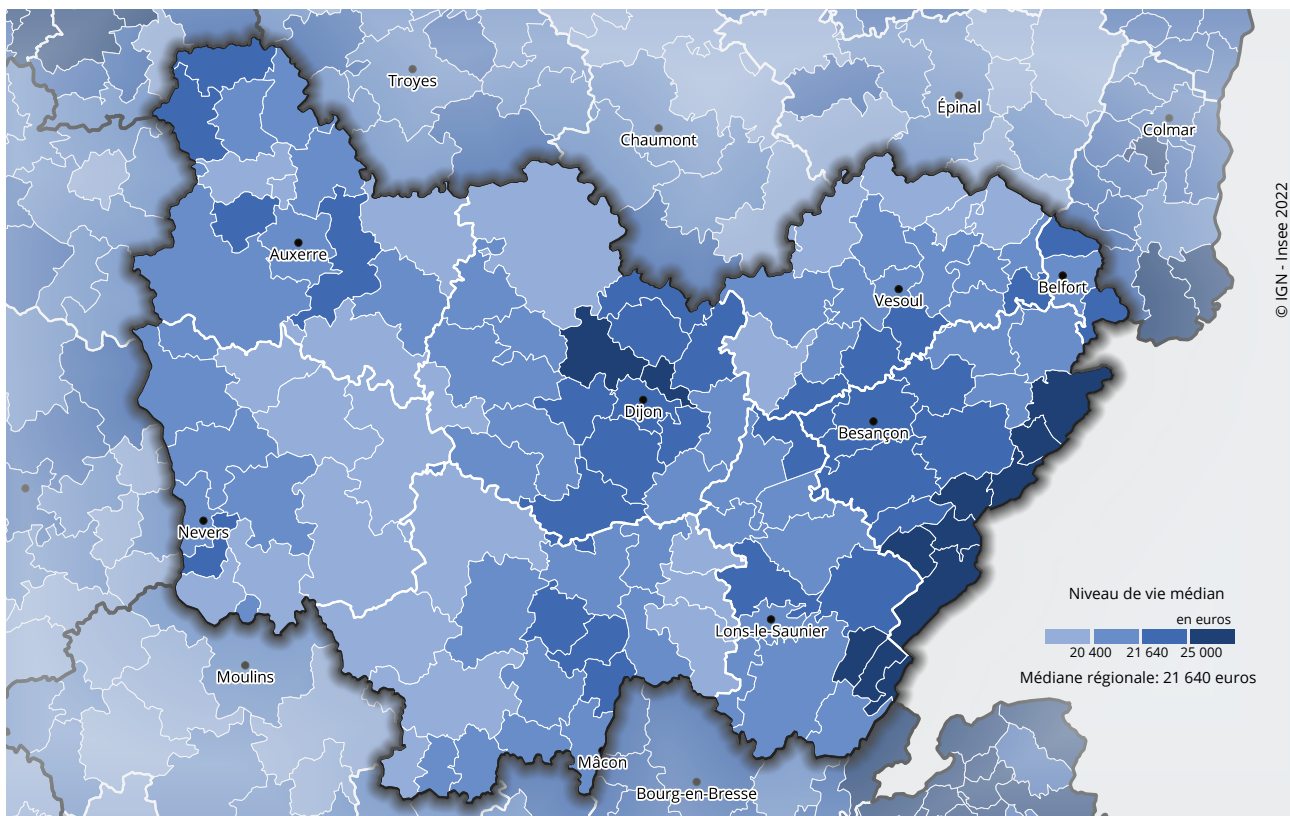 Troyes
Épinal
Chaumont
Colmar
© IGN - Insee 2022
Auxerre
Belfort
Vesoul
Dijon
Besançon
Nevers
Niveau de vie médian
en euros
20 400 21 640 25 000
Médiane régionale: 21 640 euros
Lons-le-Saunier
Moulins
Mâcon
Bourg-en-Bresse